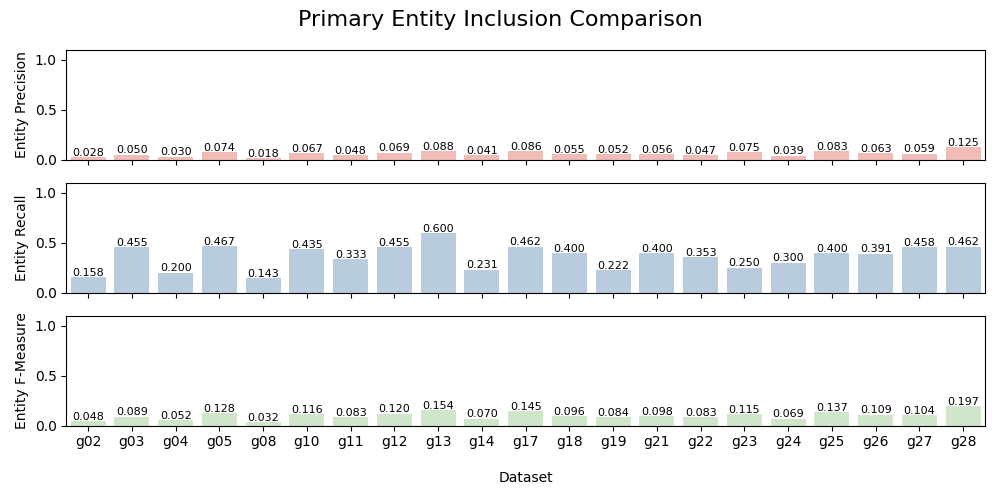 Primary Entity Inclusion Comparison
Entity Precision
1.0
0.5
0.0
0.028 0.050 0.030 0.074 0.018 0.067 0.048 0.069 0.088 0.041 0.086 0.055 0.052 0.056 0.047 0.075 0.039 0.083 0.063 0.059 0.125
Entity Recall
1.0
0.5
0.0
0.158 0.455 0.200 0.467 0.143 0.435 0.333 0.455 0.600 0.231 0.462 0.400 0.222 0.400 0.353 0.250 0.300 0.400 0.391 0.458 0.462
Entity F-Measure
1.0
0.5
0.0
0.048 0.089 0.052 0.128 0.032 0.116 0.083 0.120 0.154 0.070 0.145 0.096 0.084 0.098 0.083 0.115 0.069 0.137 0.109 0.104 0.197
g02 g03 g04 g05 g08 g10 g11 g12 g13 g14 g17 g18 g19 g21 g22 g23 g24 g25 g26 g27 g28
Dataset